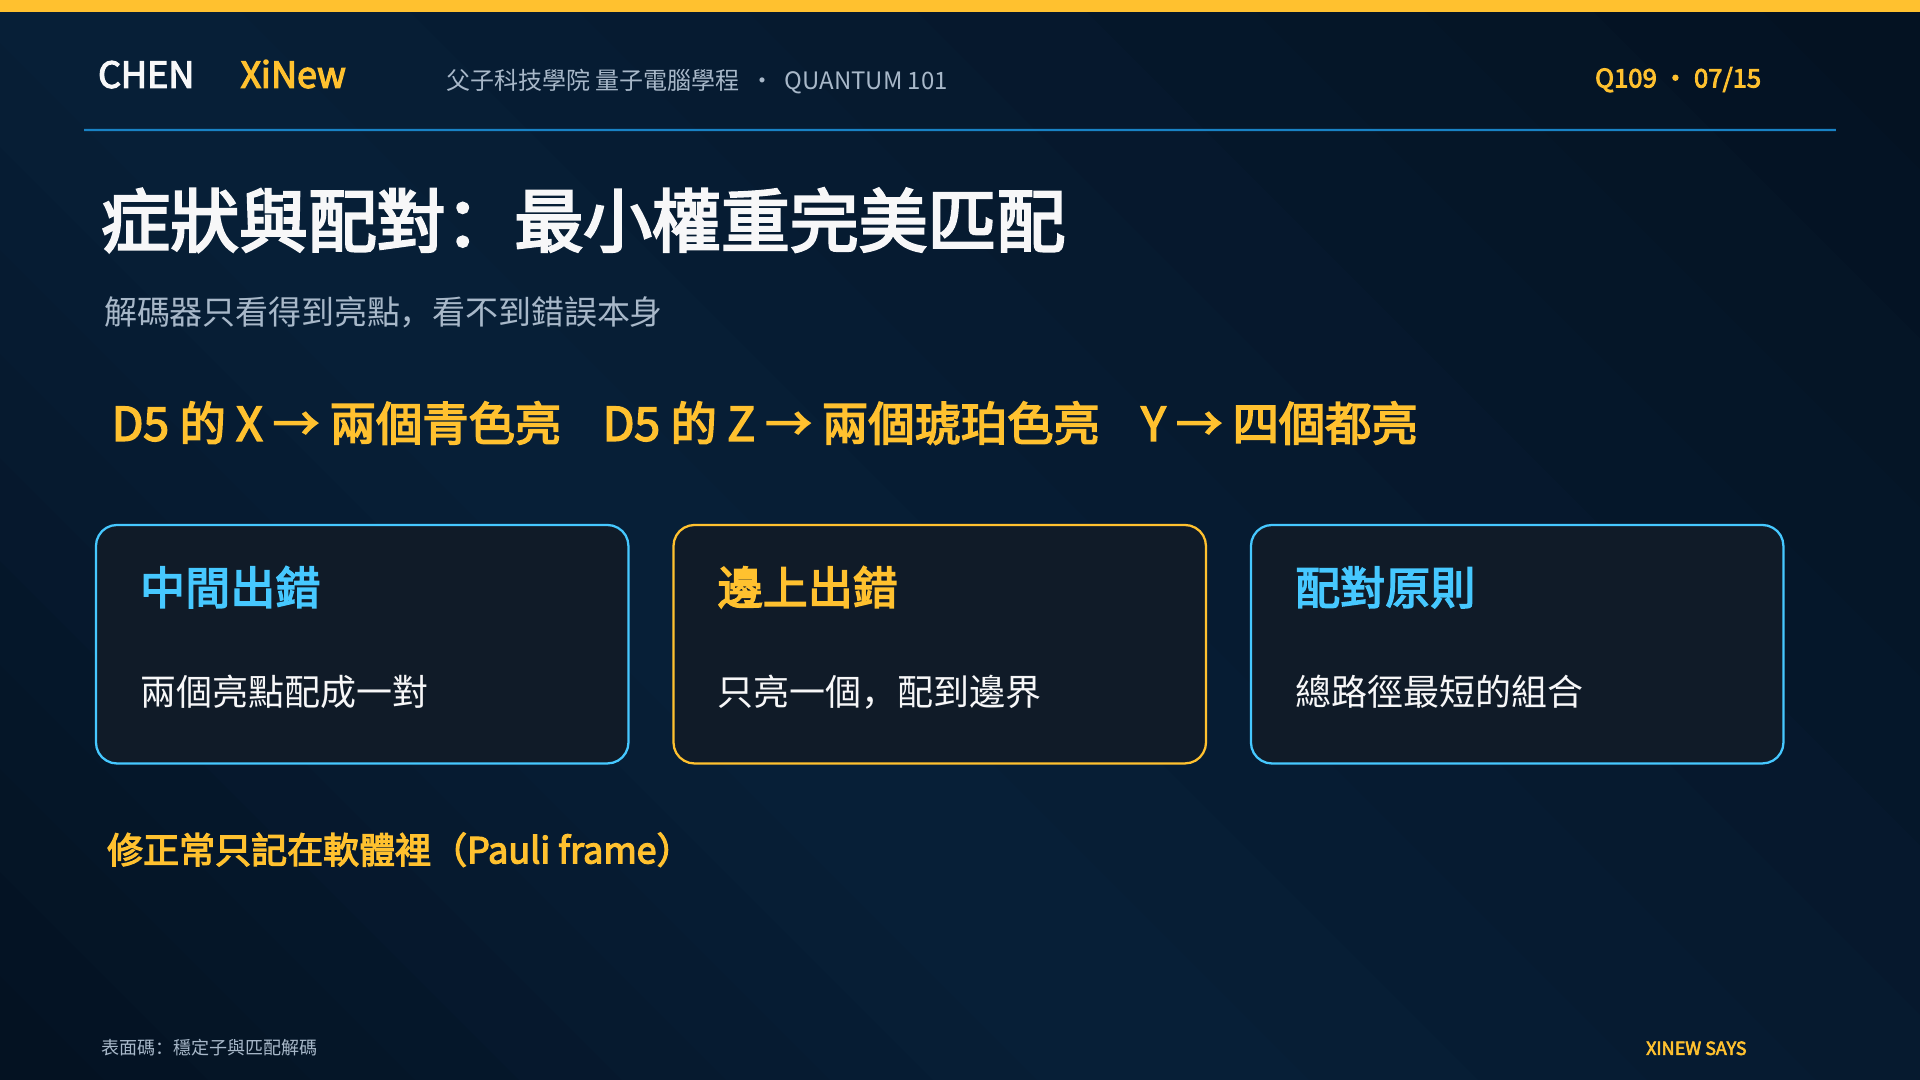 CHEN XiNew 父子科技學院 量子電腦學程 · QUANTUM 101 Q109 · 07/15
症狀與配對：最小權重完美匹配
解碼器只看得到亮點，看不到錯誤本身
D5 的 X → 兩個青色亮 D5 的 Z → 兩個琥珀色亮 Y → 四個都亮
中間出錯
兩個亮點配成一對
邊上出錯
只亮一個，配到邊界
配對原則
總路徑最短的組合
修正常只記在軟體裡（Pauli frame）
表面碼：穩定子與匹配解碼 XINEW SAYS